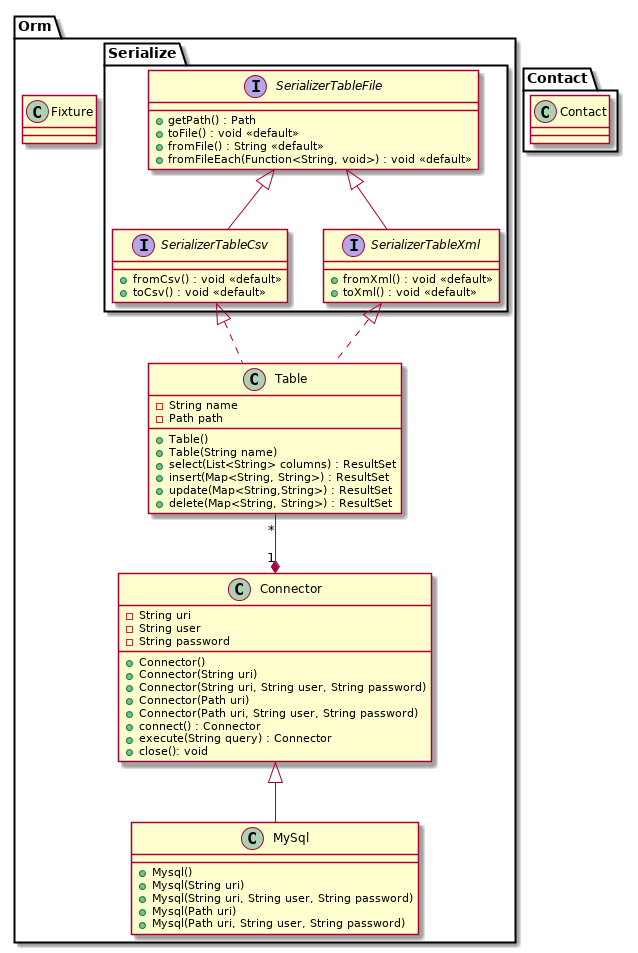 Orm
Serialize
I SerializerTableFile
getPath() : Path
toFile() : void «default»
fromFile() : String «default»
fromFileEach(Function<String, void>) : void «default»
Contact
C Contact
C Fixture
I SerializerTableCsv
fromCsv() : void «default»
toCsv() : void «default»
I SerializerTableXml
fromXml() : void «default»
toXml() : void «default»
C Table
String name
Path path
Table()
Table(String name)
select(List<String> columns) : ResultSet
insert(Map<String, String>) : ResultSet
update(Map<String,String>) : ResultSet
delete(Map<String, String>) : ResultSet
*
1
C Connector
String uri
String user
String password
Connector()
Connector(String uri)
Connector(String uri, String user, String password)
Connector(Path uri)
Connector(Path uri, String user, String password)
connect() : Connector
execute(String query) : Connector
close(): void
C MySql
Mysql()
Mysql(String uri)
Mysql(String uri, String user, String password)
Mysql(Path uri)
Mysql(Path uri, String user, String password)